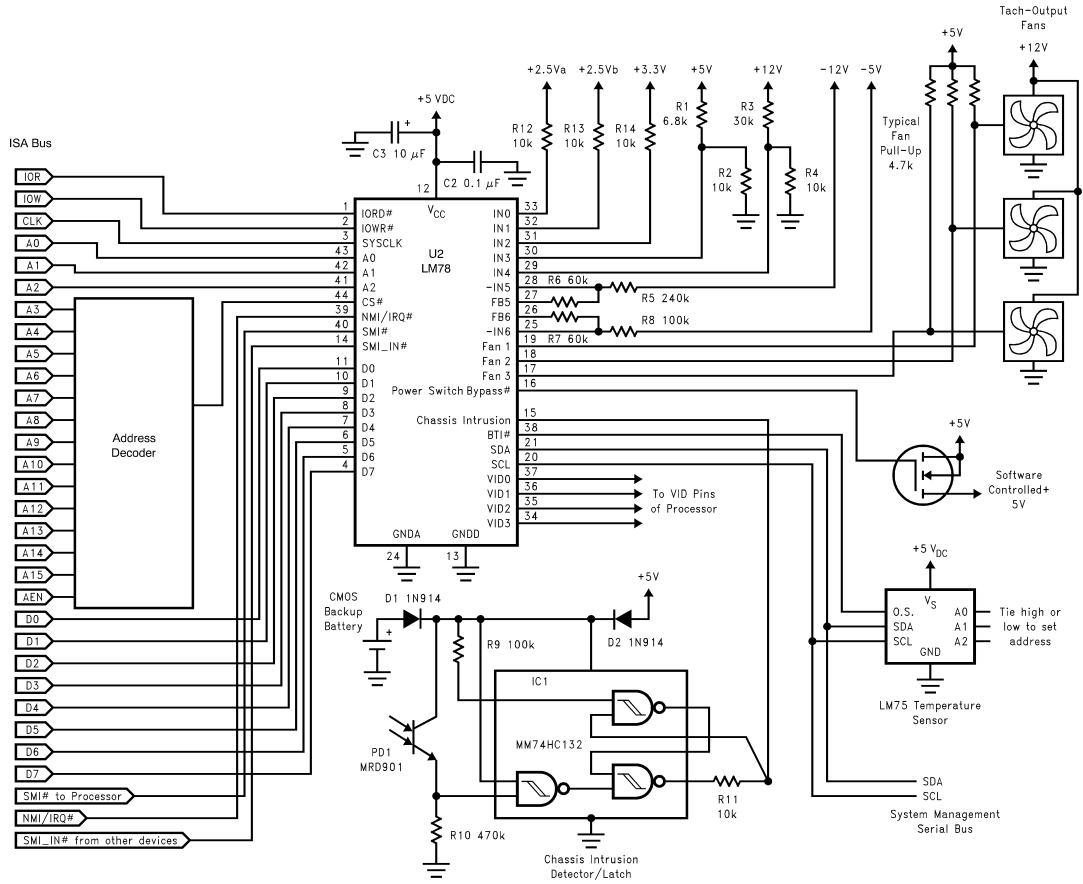 Tach-Output
Fans
+5V
+12V
+2.5Va
+2.5Vb
+3.3V
+5V
+12V
-12V
-5V
+5 VDC
ISA Bus
C3 10 µF
+
C2 0.1 µF
R12
10k
R13
10k
R14
10k
R1
6.8k
R3
30k
R2
10k
R4
10k
Typical
Fan
Pull-Up
4.7k
IOR
IOW
CLK
A0
A1
A2
A3
A4
A5
A6
A7
A8
A9
A10
A11
A12
A13
A14
A15
AEN
D0
D1
D2
D3
D4
D5
D6
D7
SMI# to Processor
NMI/IRQ#
SMI_IN# from other devices
Address
Decoder
12
VCC
U2
LM78
1 IORD#
2 IOWR#
3 SYSCLK
43 A0
42 A1
41 A2
44 CS#
39 NMI/IRQ#
40 SMI#
14 SMI_IN#
11 D0
10 D1
9 D2
8 D3
7 D4
6 D5
5 D6
4 D7
IN0 33
IN1 32
IN2 31
IN3 30
IN4 29
-IN5 28
FB5 27
FB6 26
-IN6 25
Fan 1 19
Fan 2 18
Fan 3 17
Power Switch Bypass# 16
Chassis Intrusion 15
BTI# 38
SDA 21
SCL 20
VID0 37
VID1 36
VID2 35
VID3 34
GNDA
GNDD
24
13
R6 60k
R5 240k
R8 100k
R7 60k
To VID Pins
of Processor
+5V
Software
Controlled+
5V
+5 VDC
VS
O.S.
SDA
SCL
GND
A0
A1
A2
Tie high or
low to set
address
LM75 Temperature
Sensor
SDA
SCL
System Management
Serial Bus
CMOS
Backup
Battery
+
D1 1N914
+5V
D2 1N914
R9 100k
IC1
MM74HC132
PD1
MRD901
R10 470k
R11
10k
Chassis Intrusion
Detector/Latch